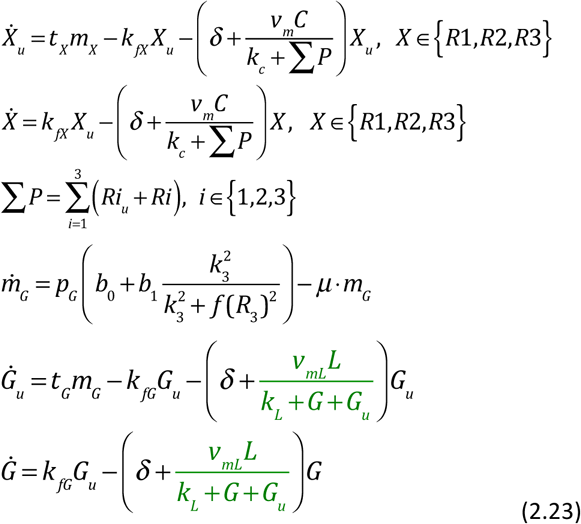 Ẋ_u = t_X m_X − k_fX X_u − (δ + v_m C / (k_c + ∑P)) X_u, X ∈ {R1,R2,R3}
Ẋ = k_fX X_u − (δ + v_m C / (k_c + ∑P)) X, X ∈ {R1,R2,R3}
∑P = ∑_{i=1}^{3} (Ri_u + Ri), i ∈ {1,2,3}
ṁ_G = p_G (b_0 + b_1 k_3^2 / (k_3^2 + f(R_3)^2)) − μ · m_G
Ġ_u = t_G m_G − k_fG G_u − (δ + v_mL L / (k_L + G + G_u)) G_u
Ġ = k_fG G_u − (δ + v_mL L / (k_L + G + G_u)) G
(2.23)